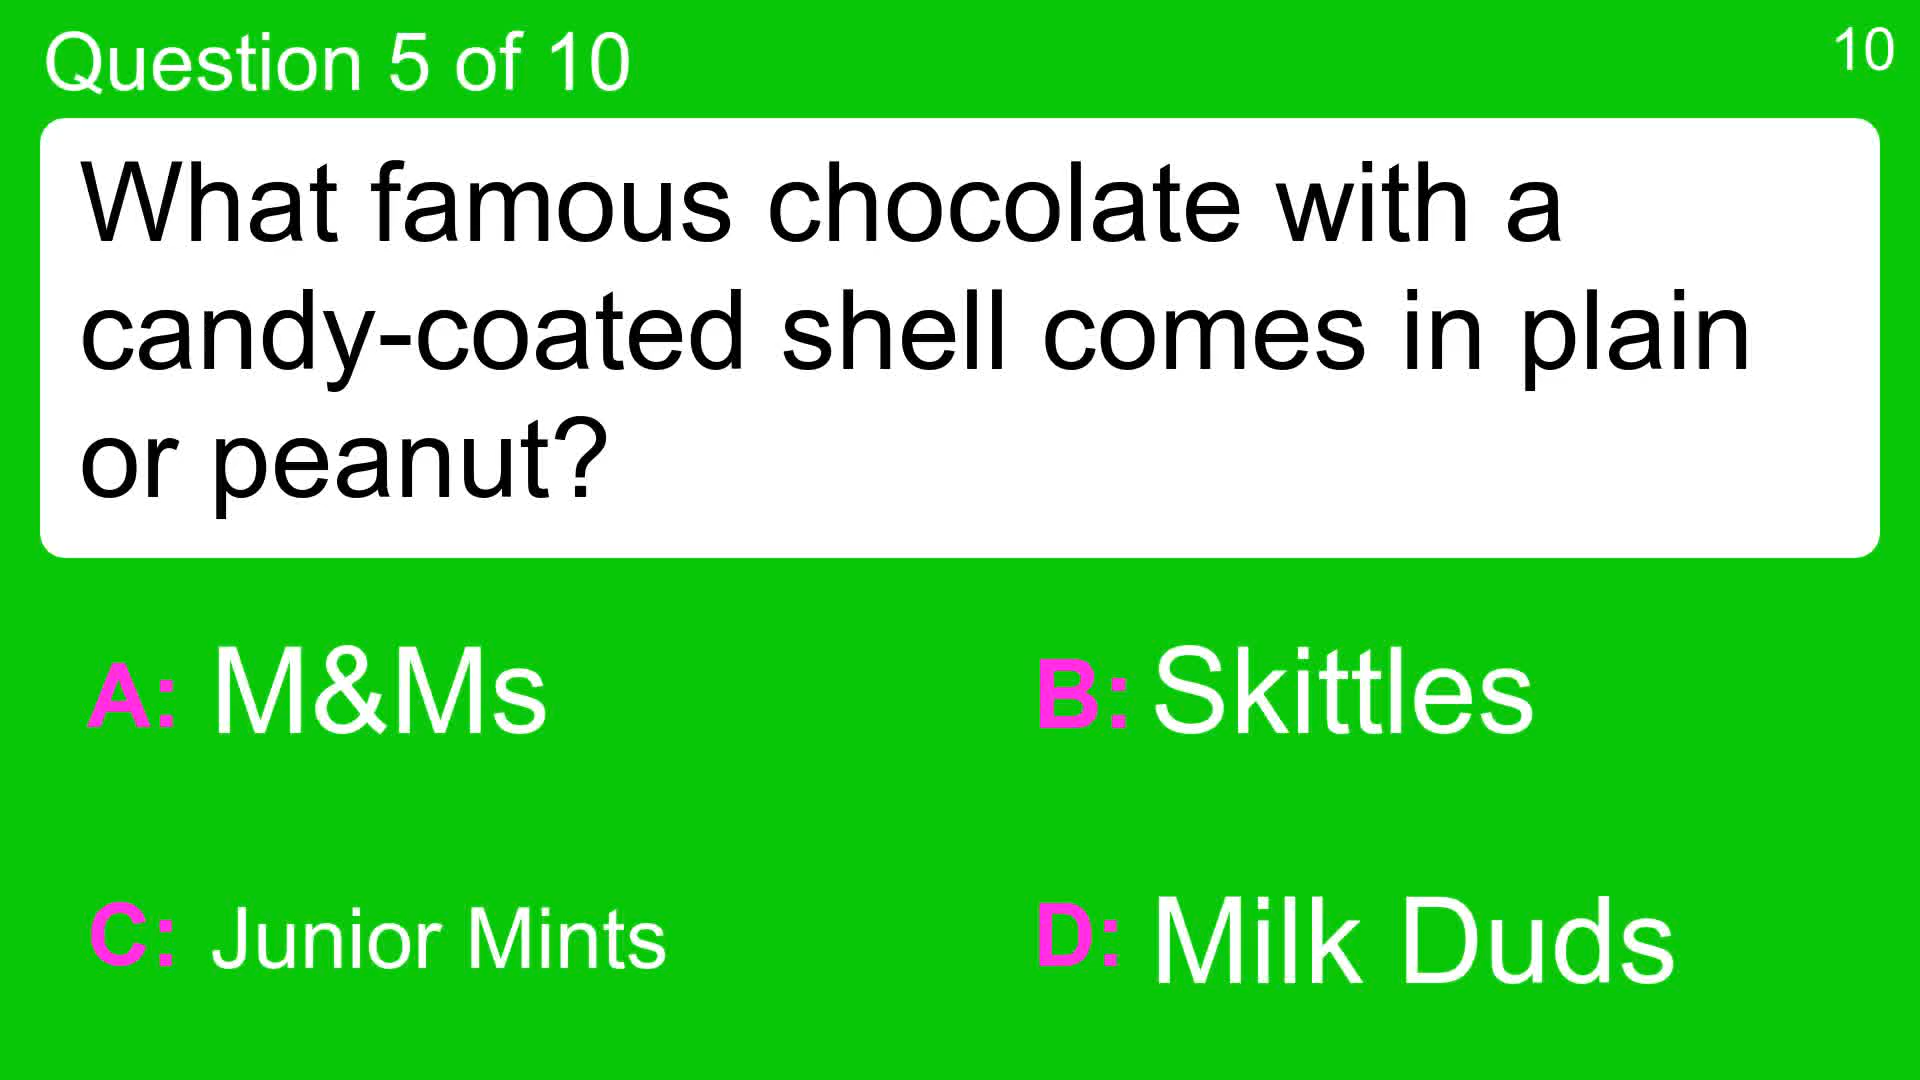 Question 5 of 10
10
What famous chocolate with a
candy-coated shell comes in plain
or peanut?
A: M&Ms
B: Skittles
C: Junior Mints
D: Milk Duds